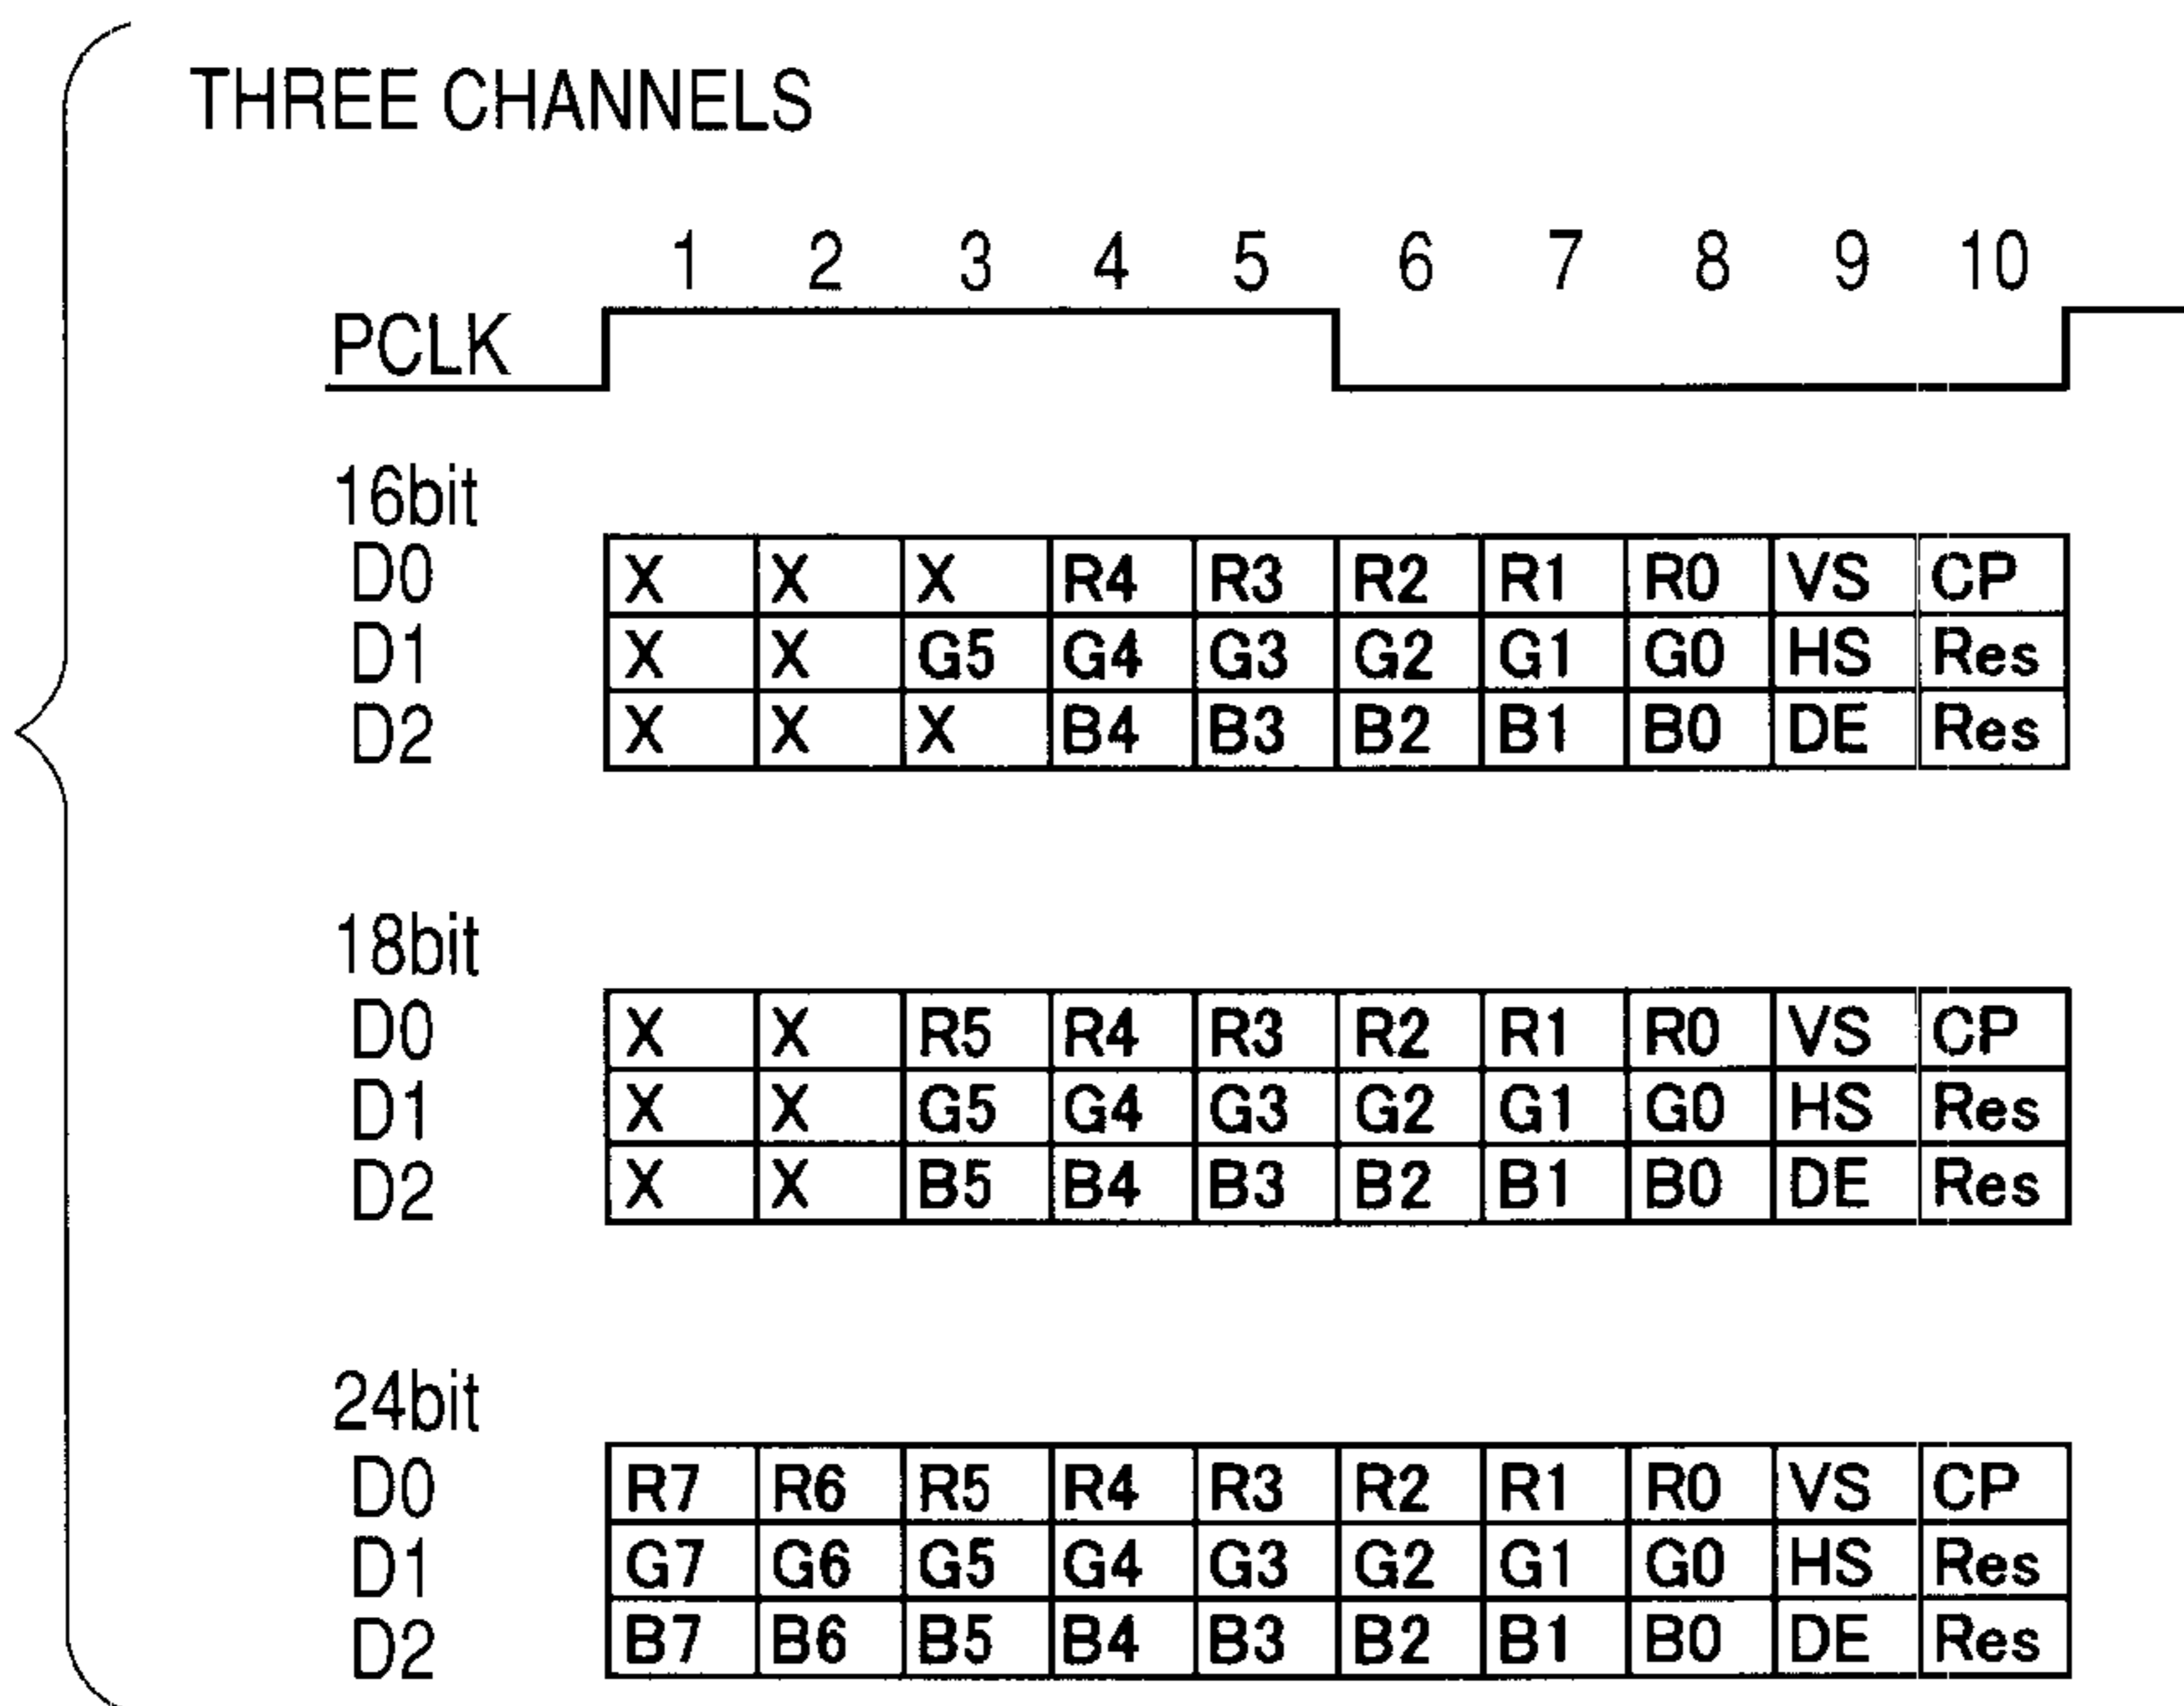 THREE CHANNELS
1 2 3 4 5 6 7 8 9 10
PCLK
16bit
D0 X X X R4 R3 R2 R1 R0 VS CP
D1 X X G5 G4 G3 G2 G1 G0 HS Res
D2 X X X B4 B3 B2 B1 B0 DE Res
18bit
D0 X X R5 R4 R3 R2 R1 R0 VS CP
D1 X X G5 G4 G3 G2 G1 G0 HS Res
D2 X X B5 B4 B3 B2 B1 B0 DE Res
24bit
D0 R7 R6 R5 R4 R3 R2 R1 R0 VS CP
D1 G7 G6 G5 G4 G3 G2 G1 G0 HS Res
D2 B7 B6 B5 B4 B3 B2 B1 B0 DE Res